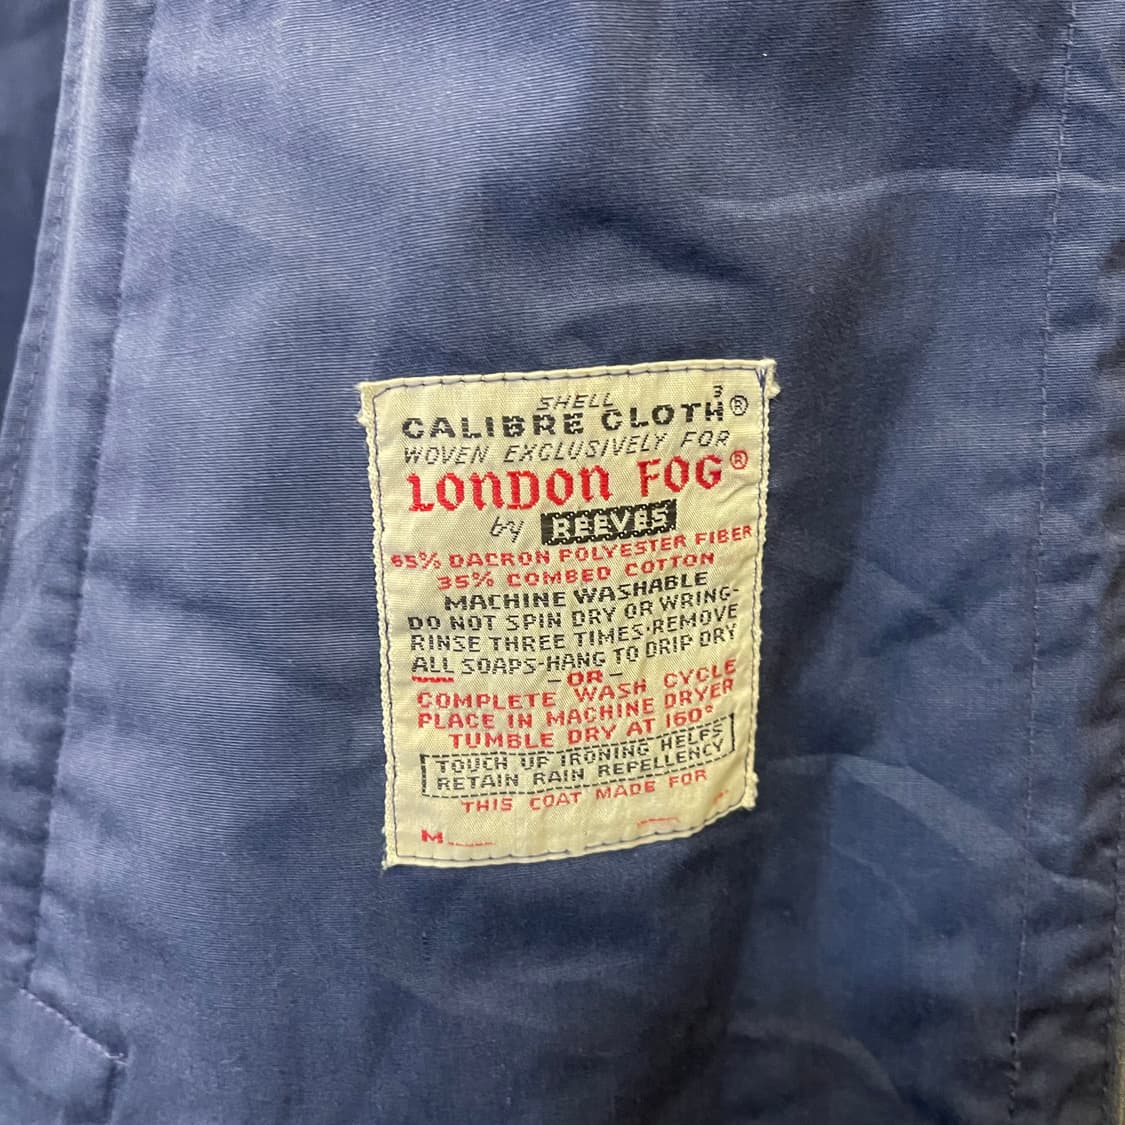 SHELL
CALIBRE CLOTH³®
WOVEN EXCLUSIVELY FOR
LONDON FOG®
by REEVES
65% DACRON POLYESTER FIBER
35% COMBED COTTON
MACHINE WASHABLE
DO NOT SPIN DRY OR WRING-
RINSE THREE TIMES·REMOVE
ALL SOAPS-HANG TO DRIP DRY
-OR-
COMPLETE WASH CYCLE
PLACE IN MACHINE DRYER
TUMBLE DRY AT 160°
TOUCH UP IRONING HELPS
RETAIN RAIN REPELLENCY
THIS COAT MADE FOR
M